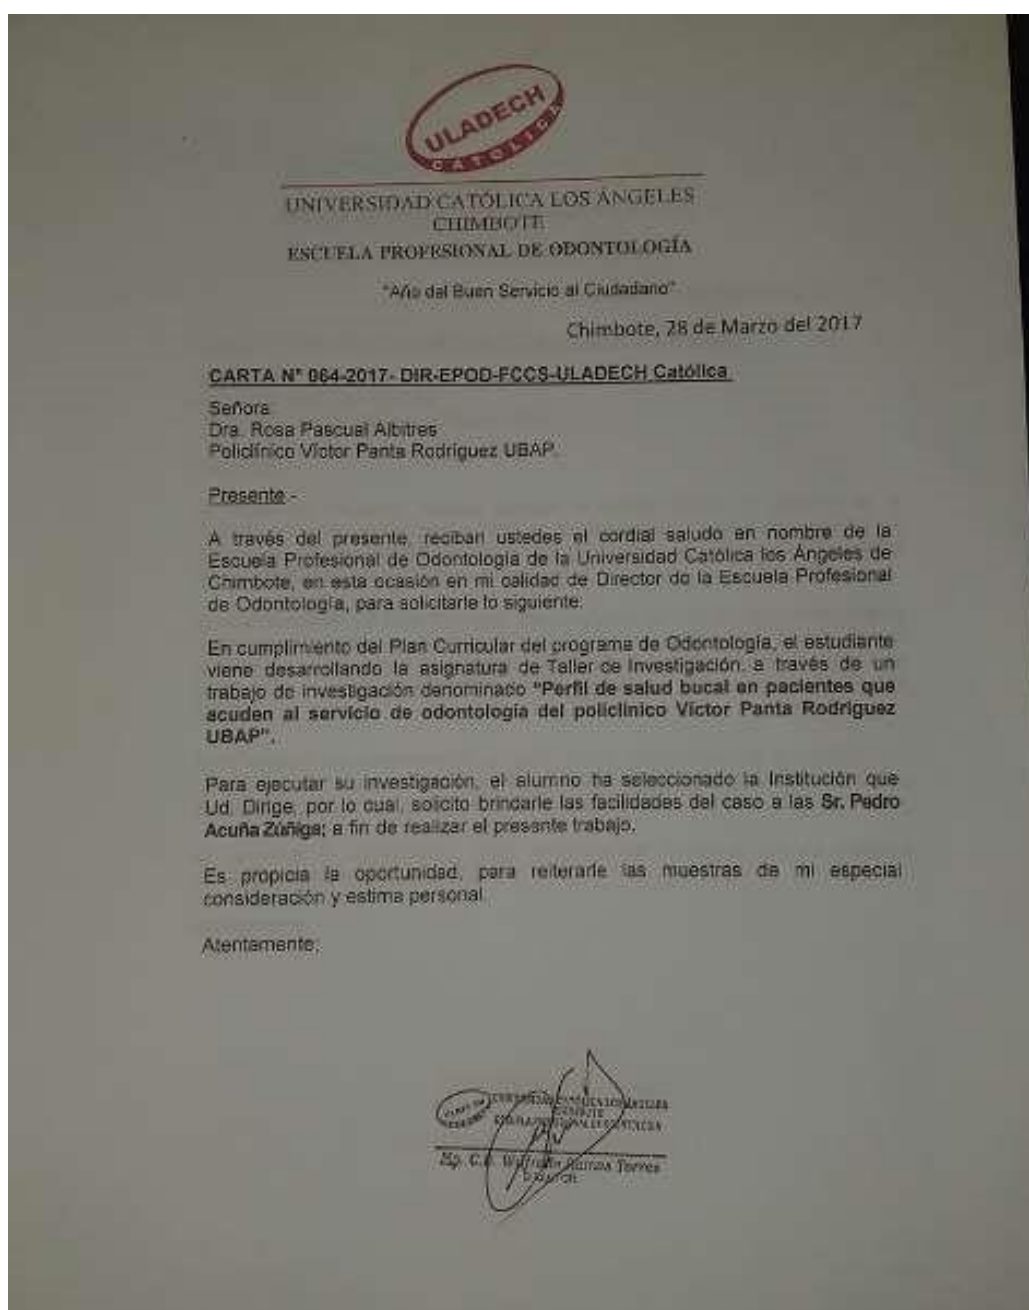 ULADECH
CATOLICA
UNIVERSIDAD CATÓLICA LOS ÁNGELES
CHIMBOTE
ESCUELA PROFESIONAL DE ODONTOLOGÍA
"Año del Buen Servicio al Ciudadano"
Chimbote, 28 de Marzo del 2017
CARTA N° 064-2017- DIR-EPOD-FCCS-ULADECH Católica
Señora
Dra. Rosa Pascual Albitres
Policlínico Víctor Panta Rodríguez UBAP.
Presente.-
A través del presente, reciban ustedes el cordial saludo en nombre de la
Escuela Profesional de Odontología de la Universidad Católica los Ángeles de
Chimbote, en esta ocasión en mi calidad de Director de la Escuela Profesional
de Odontología, para solicitarle lo siguiente:
En cumplimiento del Plan Curricular del programa de Odontología, el estudiante
viene desarrollando la asignatura de Taller de Investigación, a través de un
trabajo de investigación denominado "Perfil de salud bucal en pacientes que
acuden al servicio de odontología del policlínico Víctor Panta Rodríguez
UBAP".
Para ejecutar su investigación, el alumno ha seleccionado la Institución que
Ud. Dirige, por lo cual, solicito brindarle las facilidades del caso a las Sr. Pedro
Acuña Zúñiga; a fin de realizar el presente trabajo.
Es propicia la oportunidad, para reiterarle las muestras de mi especial
consideración y estima personal.
Atentamente;
UNIVERSIDAD CATÓLICA LOS ÁNGELES
CHIMBOTE
Mg. C.D. Wilfredo Ramos Torres
DIRECTOR